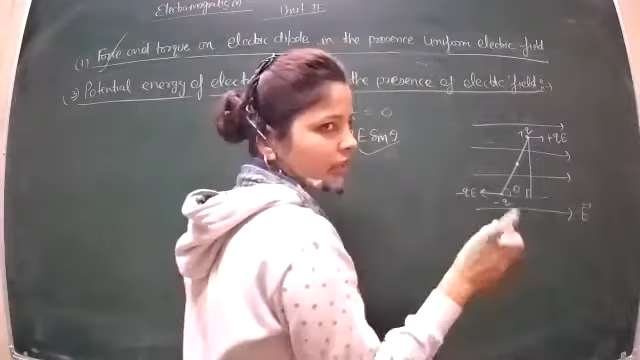 Electromagnetism Unit II
(1) Force and torque on electric dipole in the presence uniform electric field
(2) Potential energy of the presence of electric field :-
= 0
E Sinθ
+q
+qE
-qE
θ
-q
E